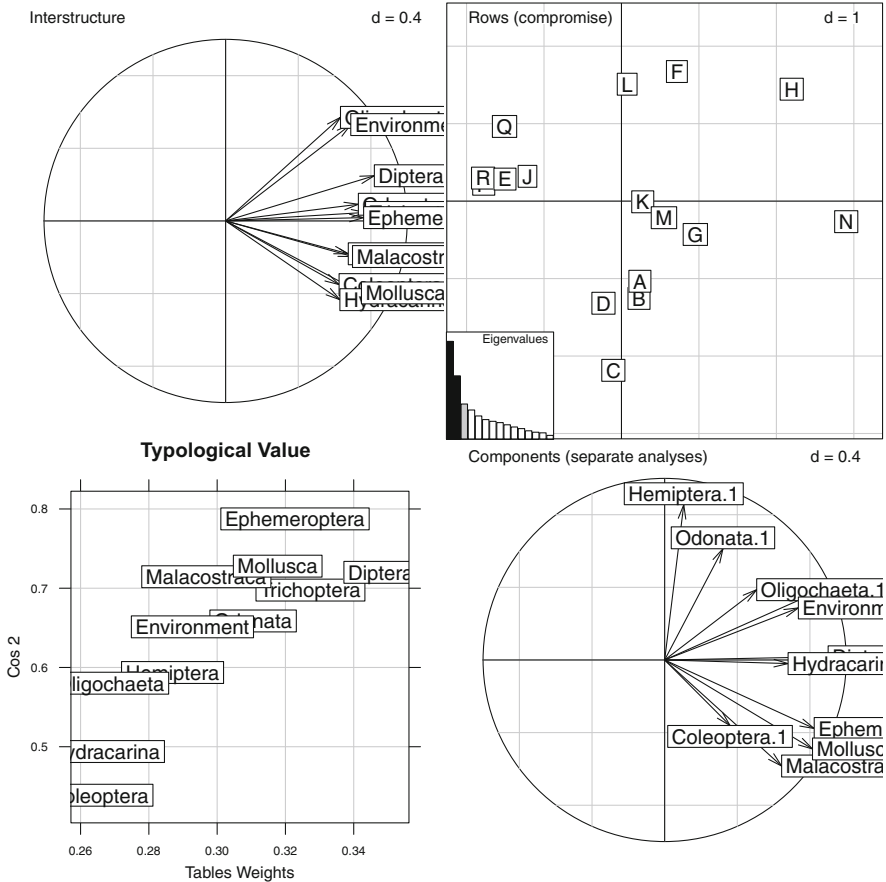 Interstructure d = 0.4
Environme
Diptera
Epheme
Malacostra
Mollusca
Rows (compromise) d = 1
F
L
H
Q
R E J
K
M
G
N
A
B
D
C
Eigenvalues
Typological Value
Cos 2
0.8
0.7
0.6
0.5
Ephemeroptera
Mollusca
Malacostraca
Diptera
Trichoptera
Environment
Hemiptera
ligochaeta
ydracarina
oleoptera
0.26 0.28 0.30 0.32 0.34
Tables Weights
Components (separate analyses) d = 0.4
Hemiptera.1
Odonata.1
Oligochaeta.1
Environm
Hydracarin
Coleoptera.1
Ephem
Mollusc
Malacostra